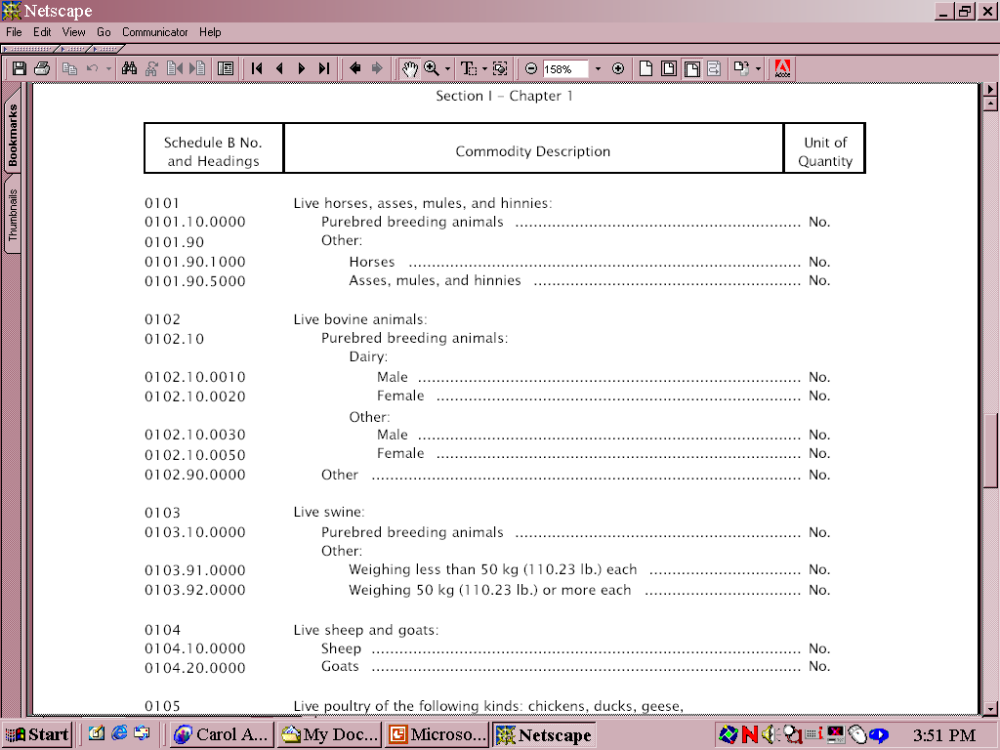 Netscape
File Edit View Go Communicator Help
158%
Adobe
Bookmarks
Thumbnails
Section I – Chapter 1
Schedule B No. and Headings
Commodity Description
Unit of Quantity
0101 Live horses, asses, mules, and hinnies:
0101.10.0000 Purebred breeding animals ........ No.
0101.90 Other:
0101.90.1000 Horses ........ No.
0101.90.5000 Asses, mules, and hinnies ........ No.
0102 Live bovine animals:
0102.10 Purebred breeding animals:
Dairy:
0102.10.0010 Male ........ No.
0102.10.0020 Female ........ No.
Other:
0102.10.0030 Male ........ No.
0102.10.0050 Female ........ No.
0102.90.0000 Other ........ No.
0103 Live swine:
0103.10.0000 Purebred breeding animals ........ No.
Other:
0103.91.0000 Weighing less than 50 kg (110.23 lb.) each ........ No.
0103.92.0000 Weighing 50 kg (110.23 lb.) or more each ........ No.
0104 Live sheep and goats:
0104.10.0000 Sheep ........ No.
0104.20.0000 Goats ........ No.
0105 Live poultry of the following kinds: chickens, ducks, geese,
Start Carol A... My Doc... Microso... Netscape 3:51 PM